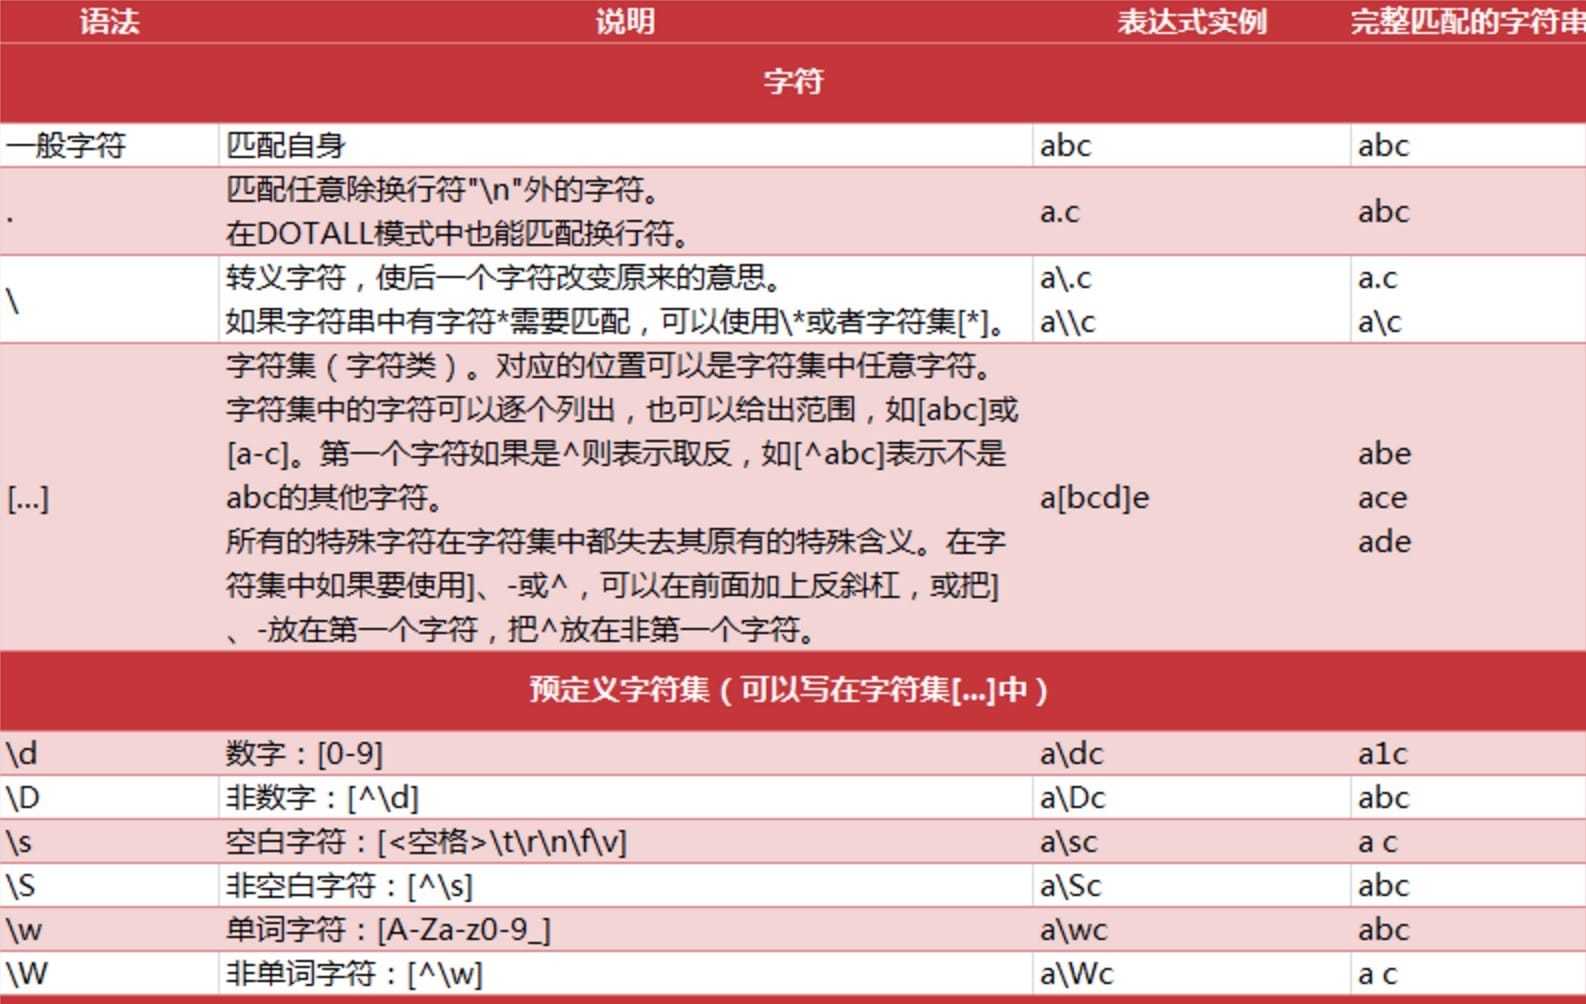 语法 说明 表达式实例 完整匹配的字符串
字符
一般字符 匹配自身 abc abc
. 匹配任意除换行符"\n"外的字符。
在DOTALL模式中也能匹配换行符。 a.c abc
\ 转义字符，使后一个字符改变原来的意思。 a\.c a.c
如果字符串中有字符*需要匹配，可以使用\*或者字符集[*]。 a\\c a\c
字符集（字符类）。对应的位置可以是字符集中任意字符。
字符集中的字符可以逐个列出，也可以给出范围，如[abc]或
[a-c]。第一个字符如果是^则表示取反，如[^abc]表示不是 abe
[...] abc的其他字符。 a[bcd]e ace
所有的特殊字符在字符集中都失去其原有的特殊含义。在字 ade
符集中如果要使用]、-或^，可以在前面加上反斜杠，或把]
、-放在第一个字符，把^放在非第一个字符。
预定义字符集（可以写在字符集[...]中）
\d 数字：[0-9] a\dc a1c
\D 非数字：[^\d] a\Dc abc
\s 空白字符：[<空格>\t\r\n\f\v] a\sc a c
\S 非空白字符：[^\s] a\Sc abc
\w 单词字符：[A-Za-z0-9_] a\wc abc
\W 非单词字符：[^\w] a\Wc a c